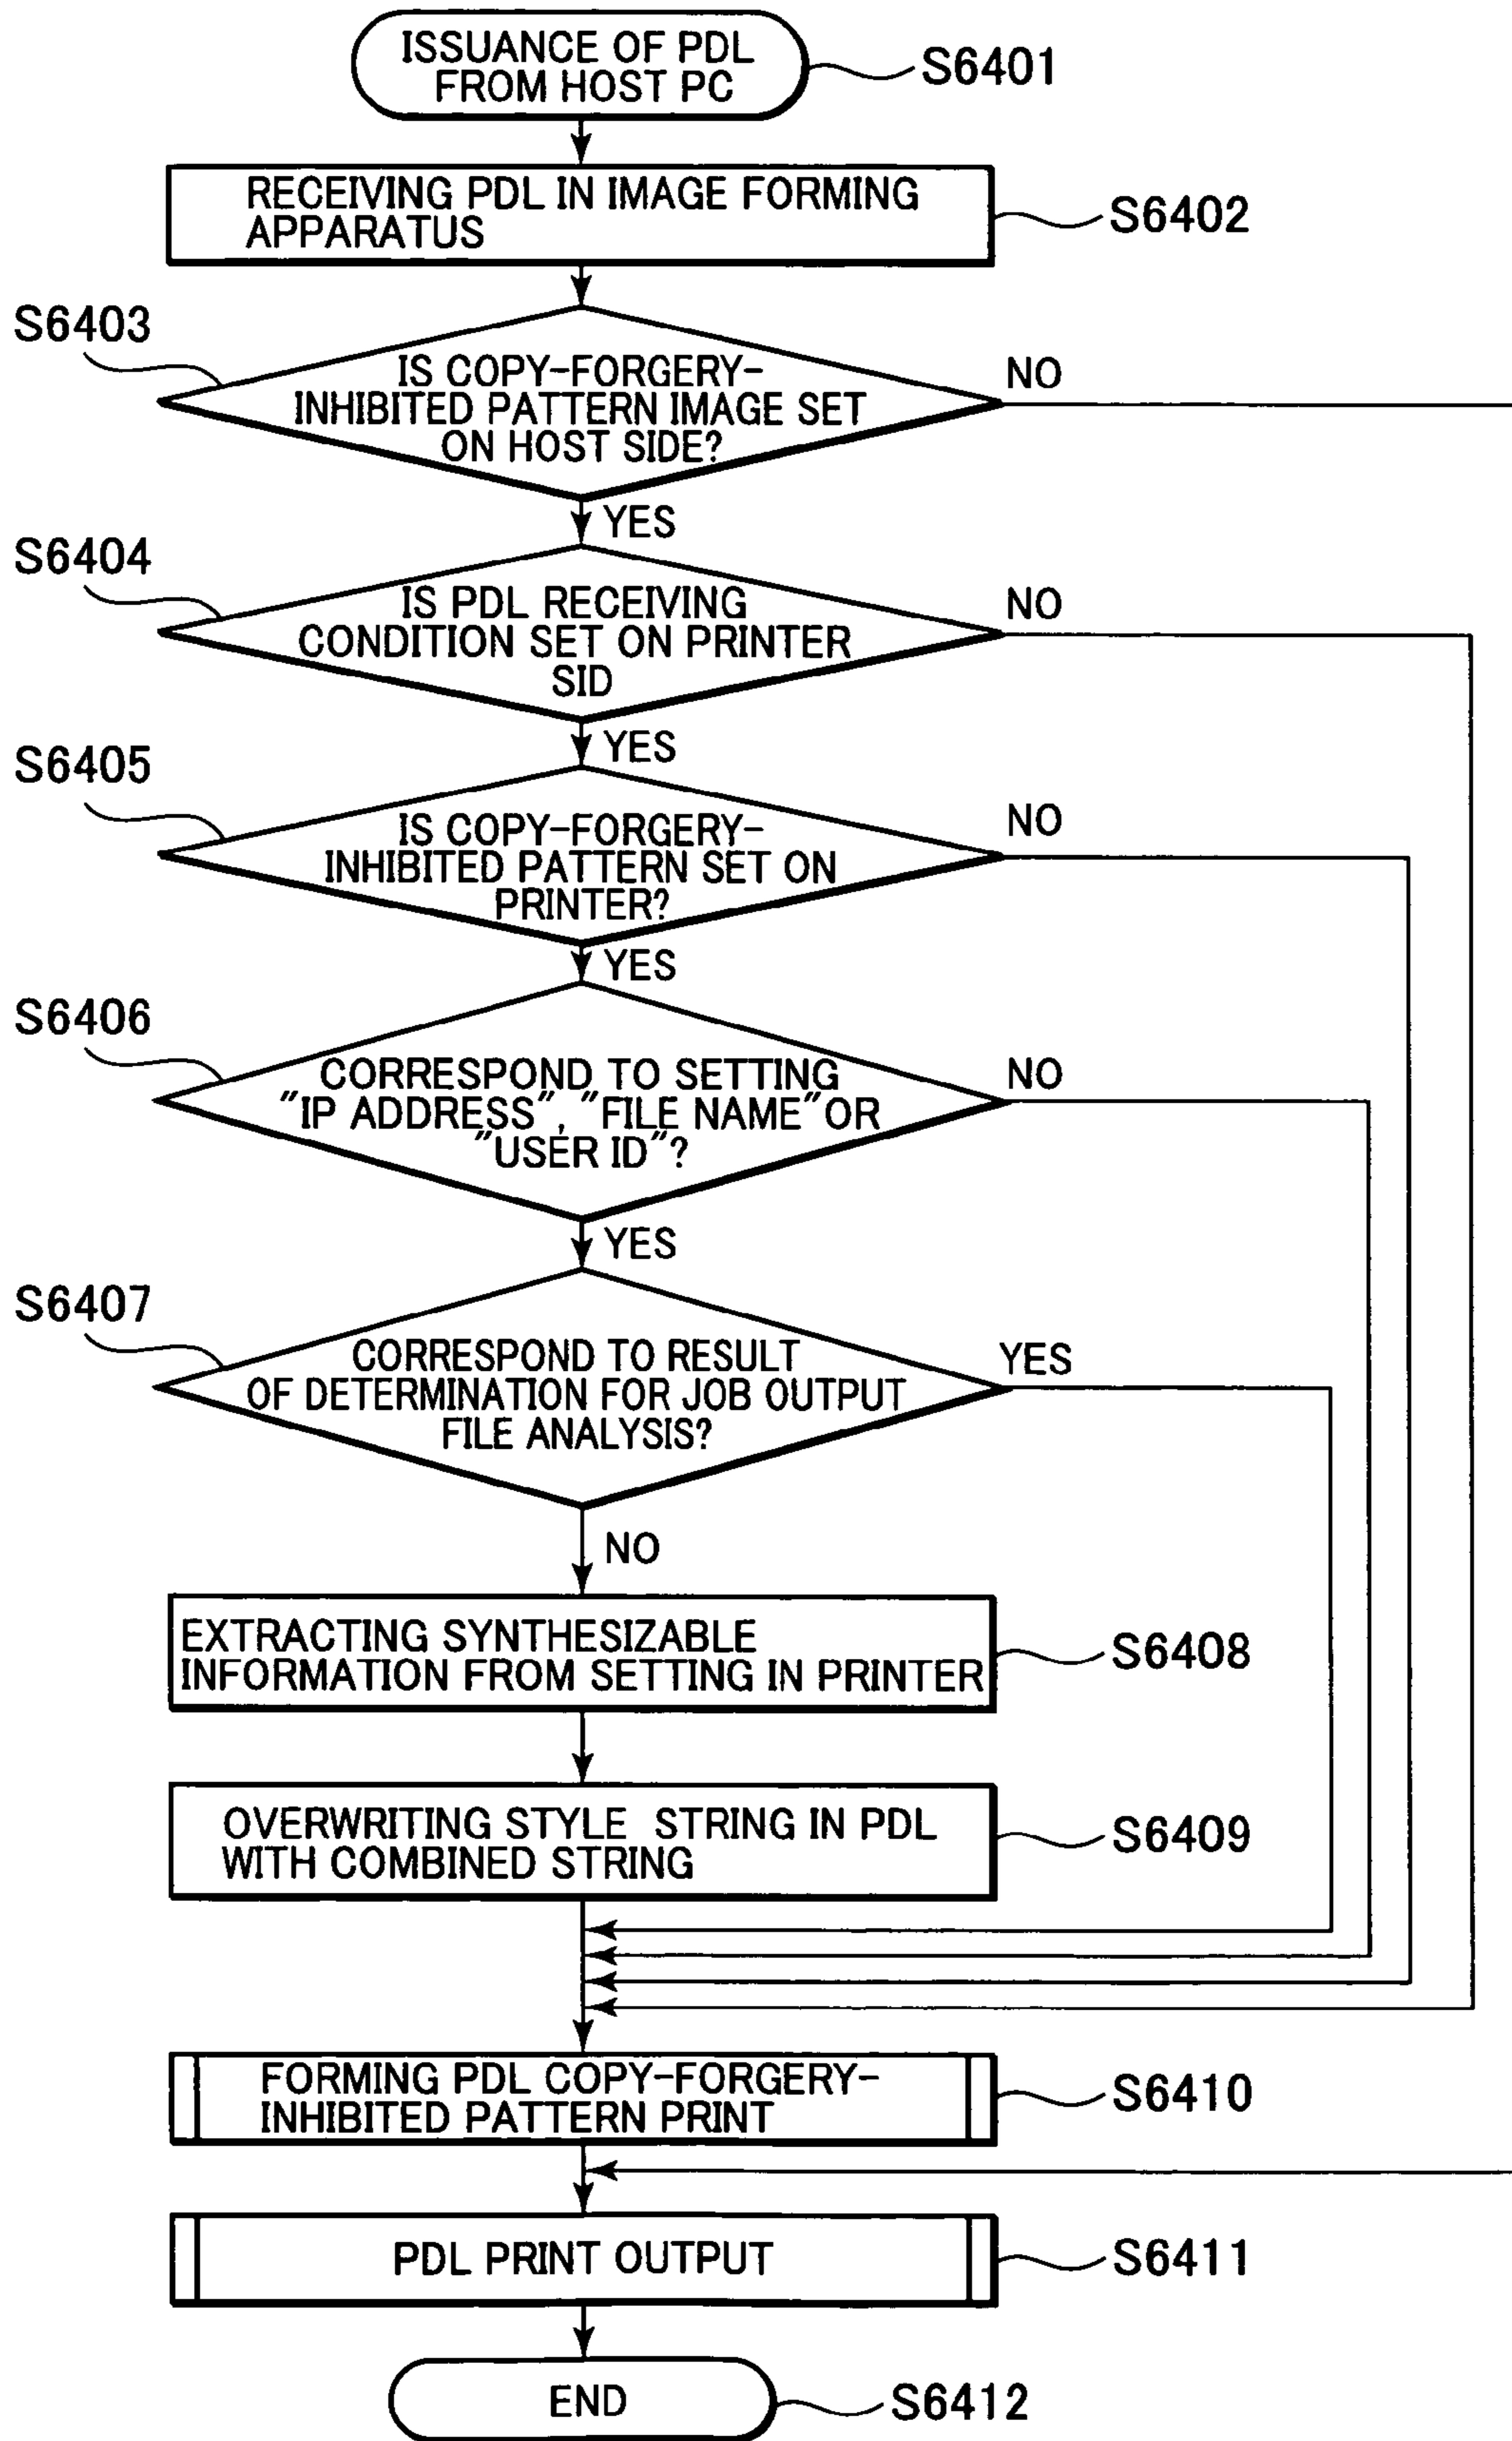 ISSUANCE OF PDL
FROM HOST PC
S6401
RECEIVING PDL IN IMAGE FORMING
APPARATUS
S6402
S6403
IS COPY-FORGERY-
INHIBITED PATTERN IMAGE SET
ON HOST SIDE?
NO
YES
S6404
IS PDL RECEIVING
CONDITION SET ON PRINTER
SID
NO
YES
S6405
IS COPY-FORGERY-
INHIBITED PATTERN SET ON
PRINTER?
NO
YES
S6406
CORRESPOND TO SETTING
"IP ADDRESS", "FILE NAME"OR
"USER ID"?
NO
YES
S6407
CORRESPOND TO RESULT
OF DETERMINATION FOR JOB OUTPUT
FILE ANALYSIS?
YES
NO
EXTRACTING SYNTHESIZABLE
INFORMATION FROM SETTING IN PRINTER
S6408
OVERWRITING STYLE STRING IN PDL
WITH COMBINED STRING
S6409
FORMING PDL COPY-FORGERY-
INHIBITED PATTERN PRINT
S6410
PDL PRINT OUTPUT
S6411
END
S6412